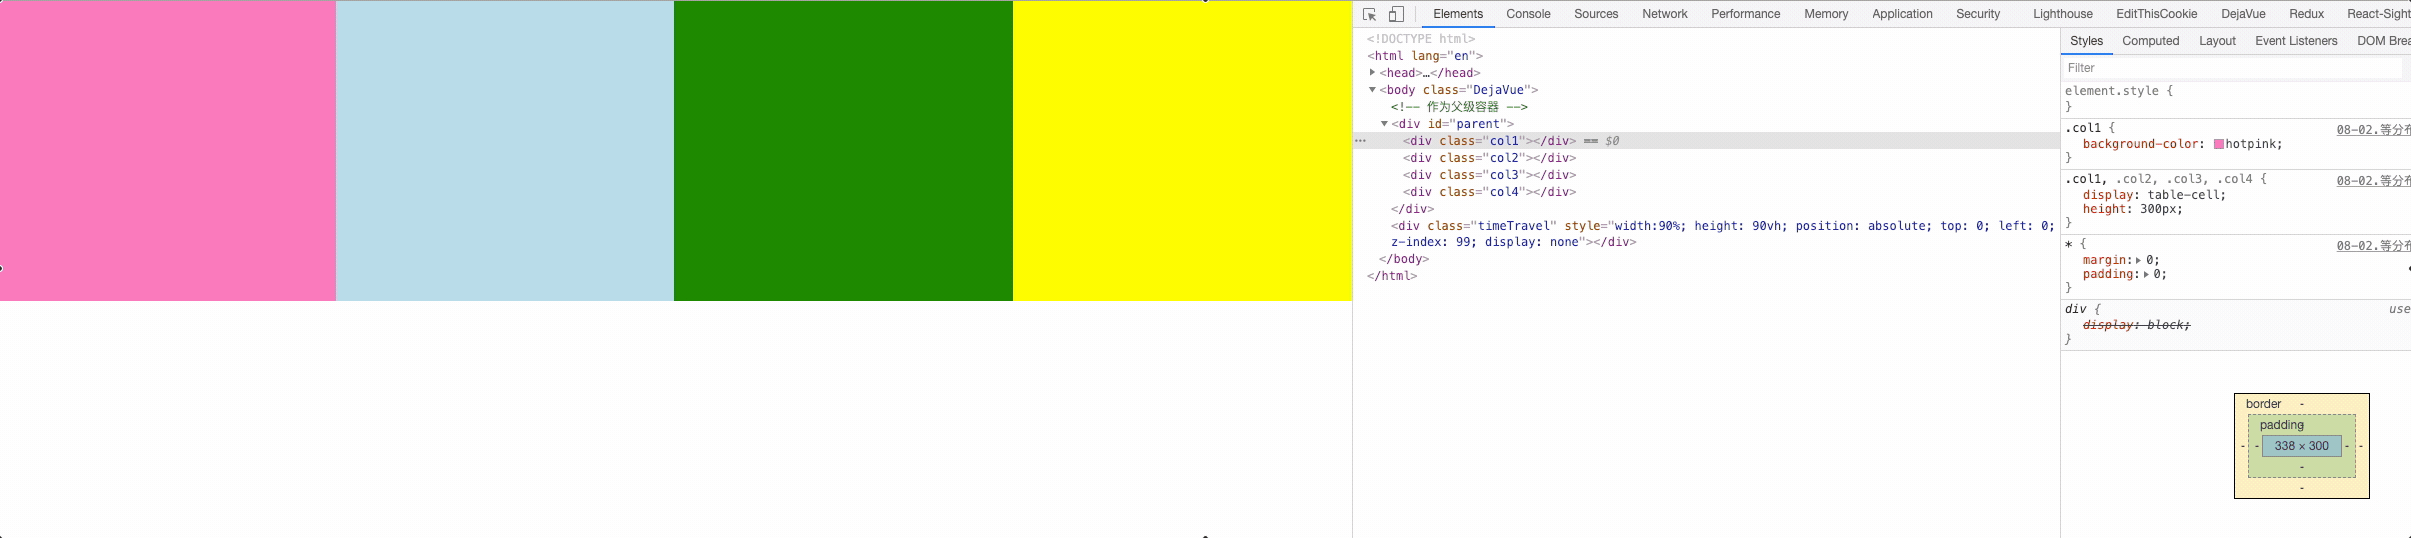 Elements Console Sources Network Performance Memory Application Security Lighthouse EditThisCookie DejaVue Redux React-Sight
<!DOCTYPE html>
<html lang="en">
<head>…</head>
<body class="DejaVue">
<!-- 作为父级容器 -->
<div id="parent">
<div class="col1"></div> == $0
<div class="col2"></div>
<div class="col3"></div>
<div class="col4"></div>
</div>
<div class="timeTravel" style="width:90%; height: 90vh; position: absolute; top: 0; left: 0;
z-index: 99; display: none"></div>
</body>
</html>
Styles Computed Layout Event Listeners DOM Brea
Filter
element.style {
}
.col1 { 08-02.等分布
background-color: hotpink;
}
.col1, .col2, .col3, .col4 { 08-02.等分布
display: table-cell;
height: 300px;
}
* { 08-02.等分布
margin: 0;
padding: 0;
}
div { use
display: block;
}
border -
padding -
- - 338 × 300 - -
-
-